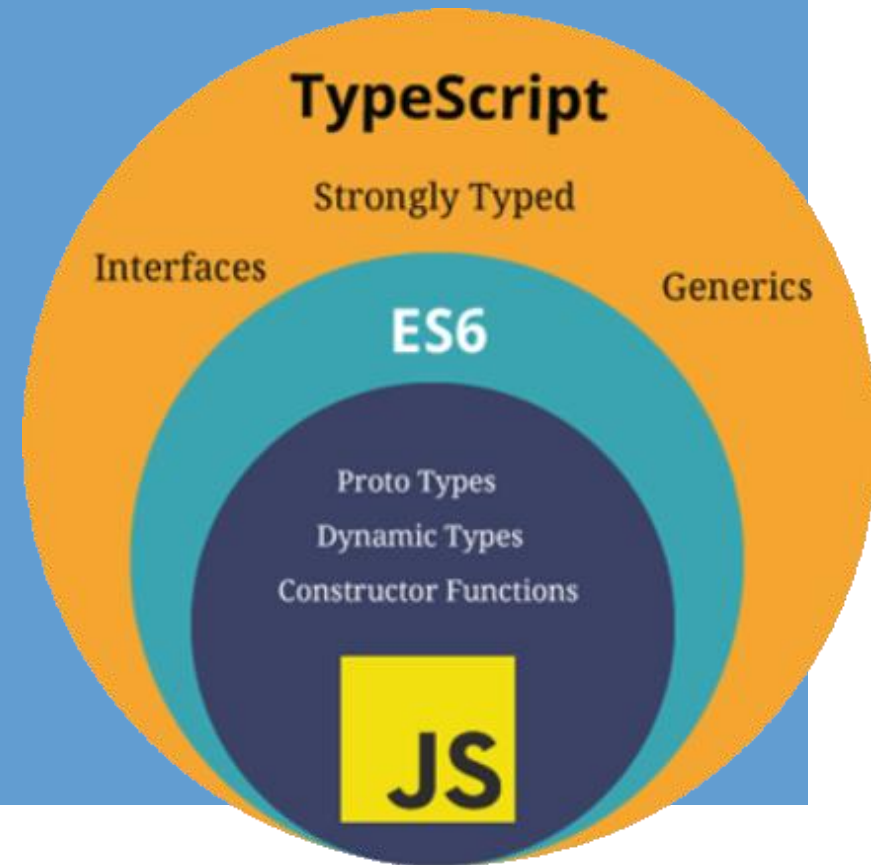 TypeScript
Strongly Typed
Interfaces
Generics
ES6
Proto Types
Dynamic Types
Constructor Functions
JS